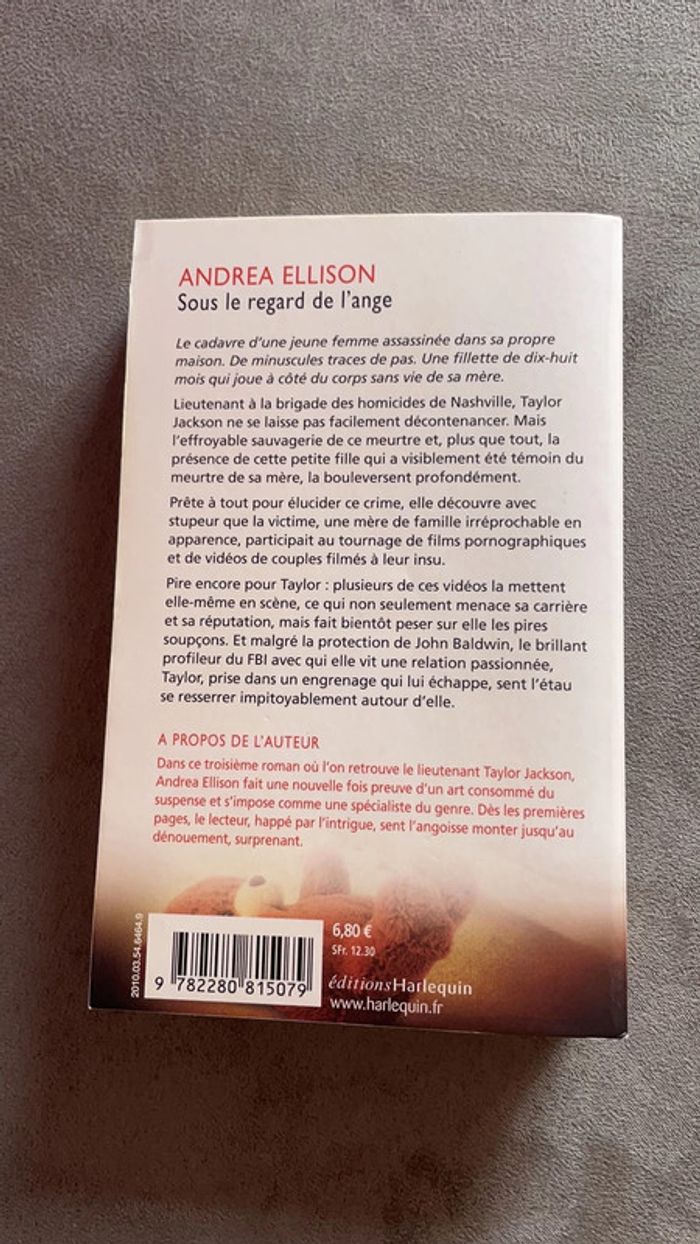 ANDREA ELLISON
Sous le regard de l'ange
Le cadavre d'une jeune femme assassinée dans sa propre
maison. De minuscules traces de pas. Une fillette de dix-huit
mois qui joue à côté du corps sans vie de sa mère.
Lieutenant à la brigade des homicides de Nashville, Taylor
Jackson ne se laisse pas facilement décontenancer. Mais
l'effroyable sauvagerie de ce meurtre et, plus que tout, la
présence de cette petite fille qui a visiblement été témoin du
meurtre de sa mère, la bouleversent profondément.
Prête à tout pour élucider ce crime, elle découvre avec
stupeur que la victime, une mère de famille irréprochable en
apparence, participait au tournage de films pornographiques
et de vidéos de couples filmés à leur insu.
Pire encore pour Taylor : plusieurs de ces vidéos la mettent
elle-même en scène, ce qui non seulement menace sa carrière
et sa réputation, mais fait bientôt peser sur elle les pires
soupçons. Et malgré la protection de John Baldwin, le brillant
profileur du FBI avec qui elle vit une relation passionnée,
Taylor, prise dans un engrenage qui lui échappe, sent l'étau
se resserrer impitoyablement autour d'elle.
A PROPOS DE L'AUTEUR
Dans ce troisième roman où l'on retrouve le lieutenant Taylor Jackson,
Andrea Ellison fait une nouvelle fois preuve d'un art consommé du
suspense et s'impose comme une spécialiste du genre. Dès les premières
pages, le lecteur, happé par l'intrigue, sent l'angoisse monter jusqu'au
dénouement, surprenant.
2010.03.54.6464.9
9 782280 815079
6,80 €
SFr. 12.30
éditionsHarlequin
www.harlequin.fr